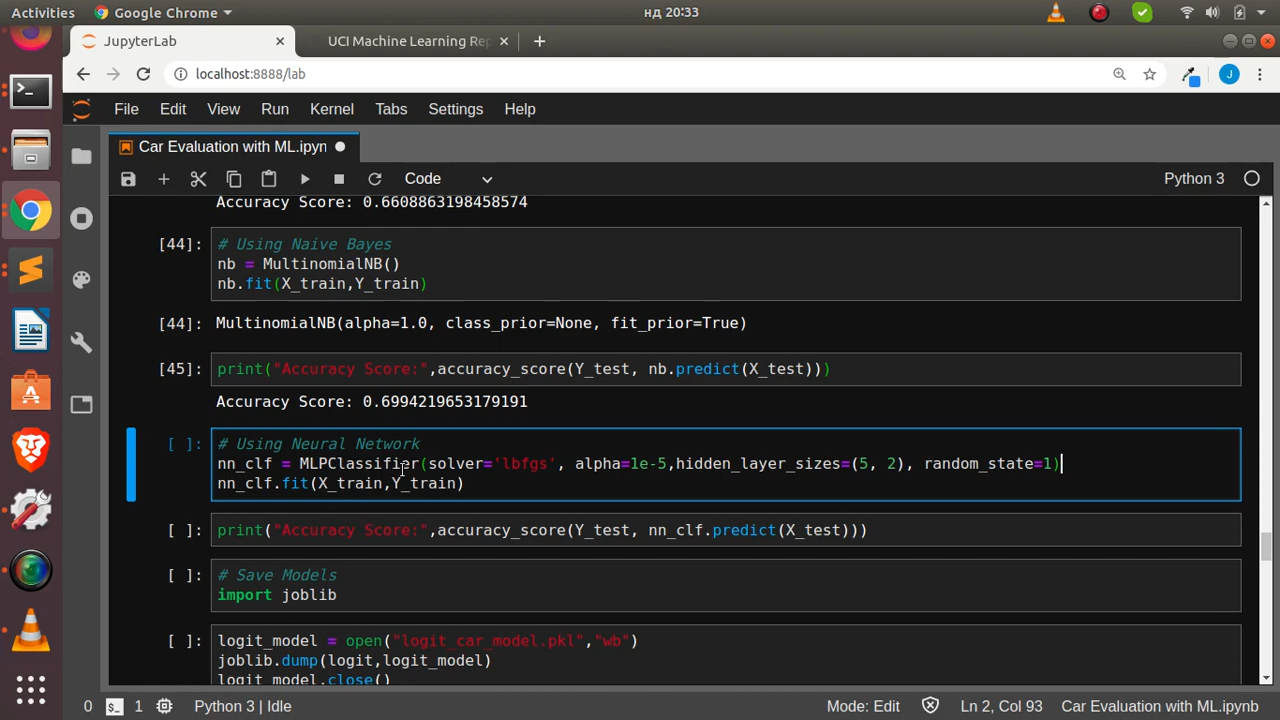 Activities Google Chrome нд 20:33
JupyterLab UCI Machine Learning Rep
localhost:8888/lab J
File Edit View Run Kernel Tabs Settings Help
Car Evaluation with ML.ipyn
Code Python 3
Accuracy Score: 0.6608863198458574
[44]: # Using Naive Bayes
nb = MultinomialNB()
nb.fit(X_train,Y_train)
[44]: MultinomialNB(alpha=1.0, class_prior=None, fit_prior=True)
[45]: print("Accuracy Score:",accuracy_score(Y_test, nb.predict(X_test)))
Accuracy Score: 0.6994219653179191
[ ]: # Using Neural Network
nn_clf = MLPClassifier(solver='lbfgs', alpha=1e-5,hidden_layer_sizes=(5, 2), random_state=1)
nn_clf.fit(X_train,Y_train)
[ ]: print("Accuracy Score:",accuracy_score(Y_test, nn_clf.predict(X_test)))
[ ]: # Save Models
import joblib
[ ]: logit_model = open("logit_car_model.pkl","wb")
joblib.dump(logit,logit_model)
logit_model.close()
0 $_ 1 Python 3 | Idle Mode: Edit Ln 2, Col 93 Car Evaluation with ML.ipynb